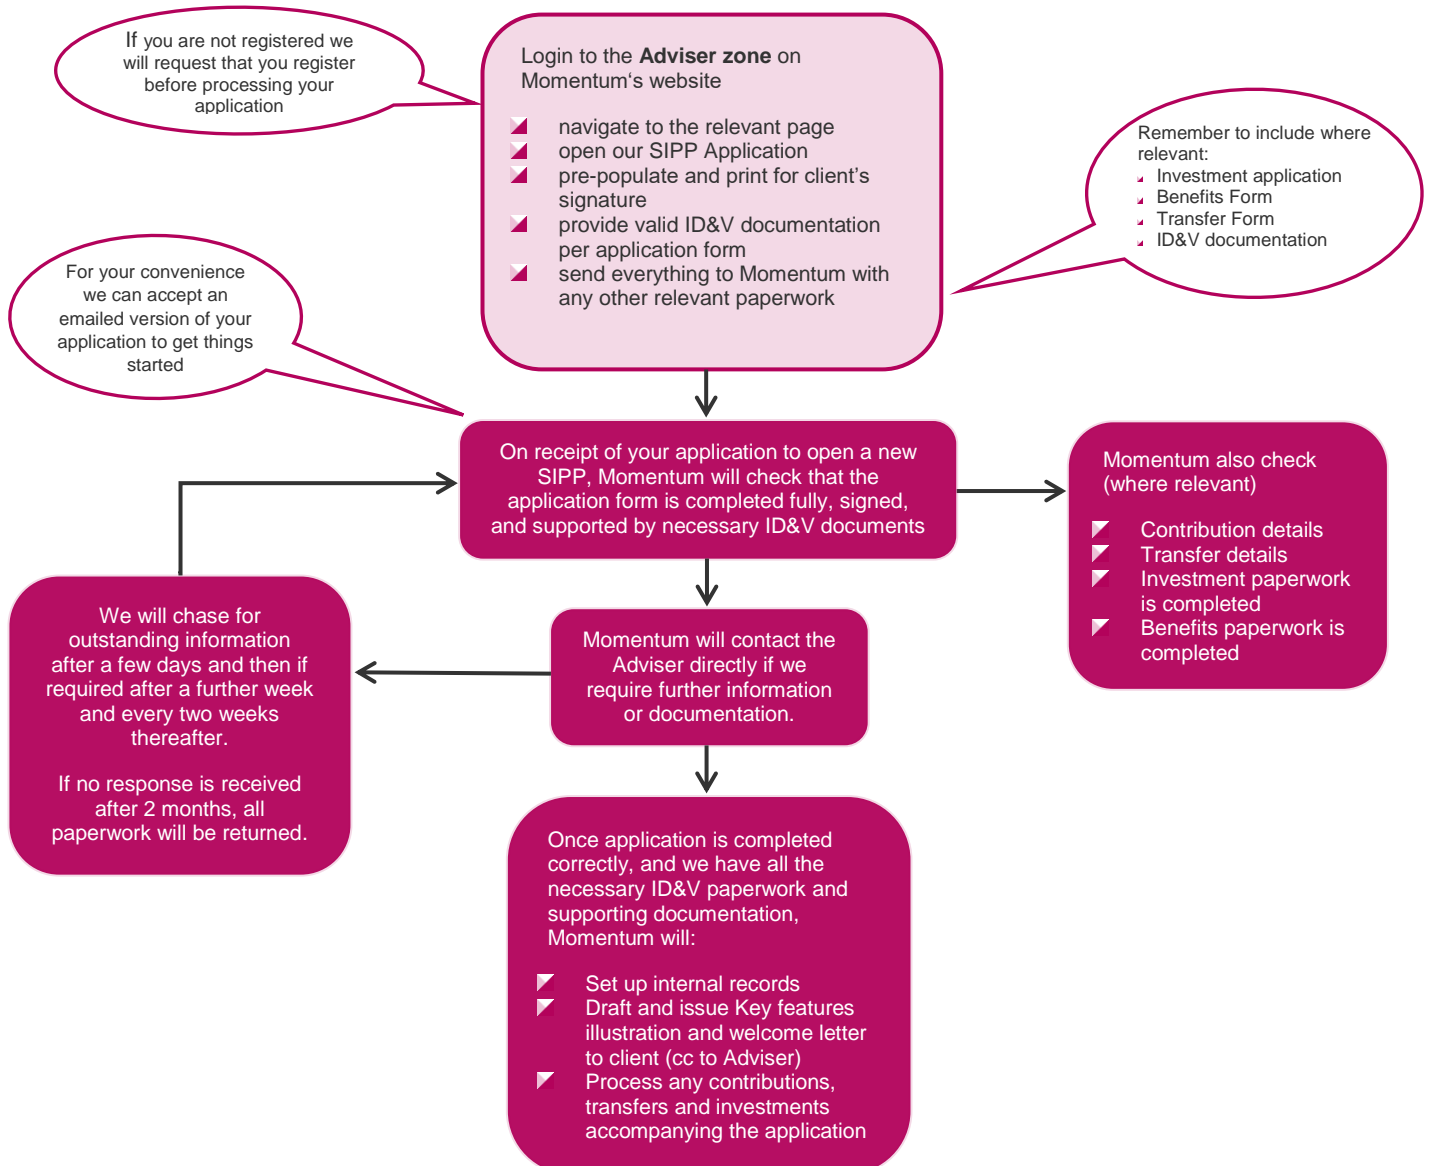 If you are not registered we
will request that you register
before processing your
application
Login to the Adviser zone on
Momentum‘s website
navigate to the relevant page
open our SIPP Application
pre-populate and print for client’s
signature
provide valid ID&V documentation
per application form
send everything to Momentum with
any other relevant paperwork
Remember to include where
relevant:
Investment application
Benefits Form
Transfer Form
ID&V documentation
For your convenience
we can accept an
emailed version of your
application to get things
started
On receipt of your application to open a new
SIPP, Momentum will check that the
application form is completed fully, signed,
and supported by necessary ID&V documents
Momentum also check
(where relevant)
Contribution details
Transfer details
Investment paperwork
is completed
Benefits paperwork is
completed
We will chase for
outstanding information
after a few days and then if
required after a further week
and every two weeks
thereafter.
If no response is received
after 2 months, all
paperwork will be returned.
Momentum will contact the
Adviser directly if we
require further information
or documentation.
Once application is completed
correctly, and we have all the
necessary ID&V paperwork and
supporting documentation,
Momentum will:
Set up internal records
Draft and issue Key features
illustration and welcome letter
to client (cc to Adviser)
Process any contributions,
transfers and investments
accompanying the application